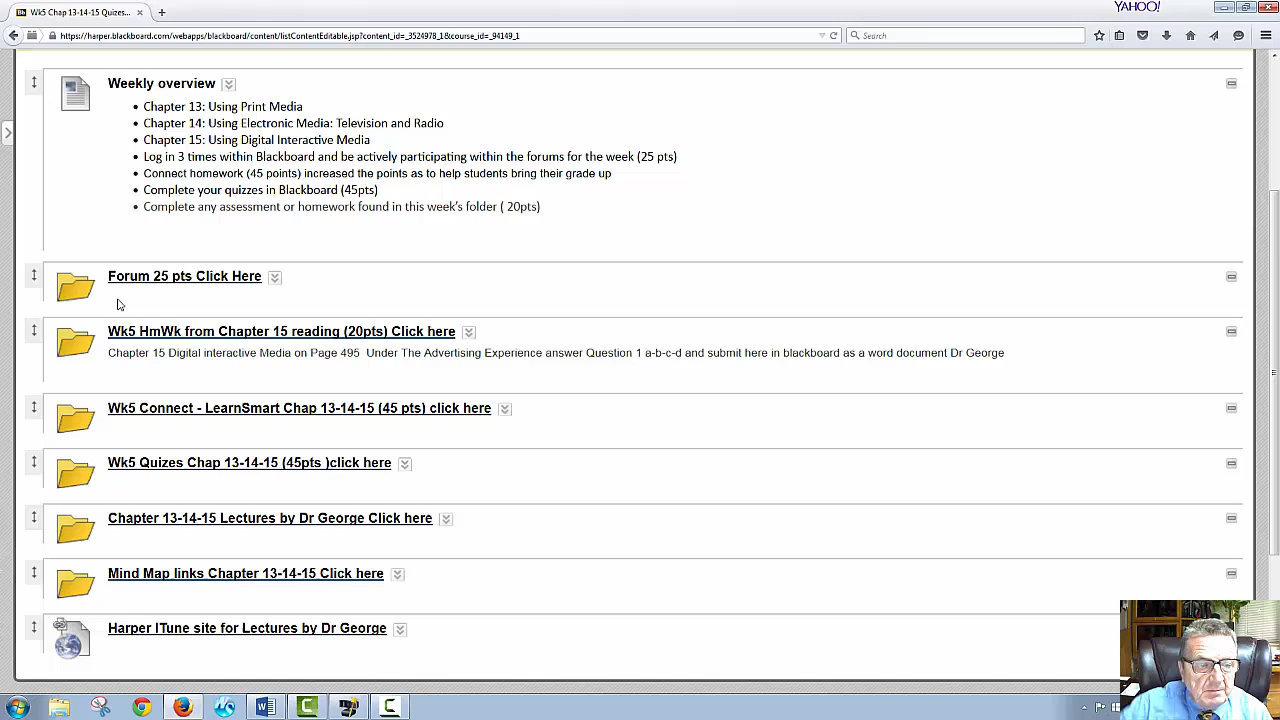 YAHOO!
Wk5 Chap 13-14-15 Quizes...
https://harper.blackboard.com/webapps/blackboard/content/listContentEditable.jsp?content_id=_3524978_1&course_id=_94149_1
Search
Weekly overview
• Chapter 13: Using Print Media
• Chapter 14: Using Electronic Media: Television and Radio
• Chapter 15: Using Digital Interactive Media
• Log in 3 times within Blackboard and be actively participating within the forums for the week (25 pts)
• Connect homework (45 points) increased the points as to help students bring their grade up
• Complete your quizzes in Blackboard (45pts)
• Complete any assessment or homework found in this week's folder ( 20pts)
Forum 25 pts Click Here
Wk5 HmWk from Chapter 15 reading (20pts) Click here
Chapter 15 Digital interactive Media on Page 495 Under The Advertising Experience answer Question 1 a-b-c-d and submit here in blackboard as a word document Dr George
Wk5 Connect - LearnSmart Chap 13-14-15 (45 pts) click here
Wk5 Quizes Chap 13-14-15 (45pts )click here
Chapter 13-14-15 Lectures by Dr George Click here
Mind Map links Chapter 13-14-15 Click here
Harper ITune site for Lectures by Dr George